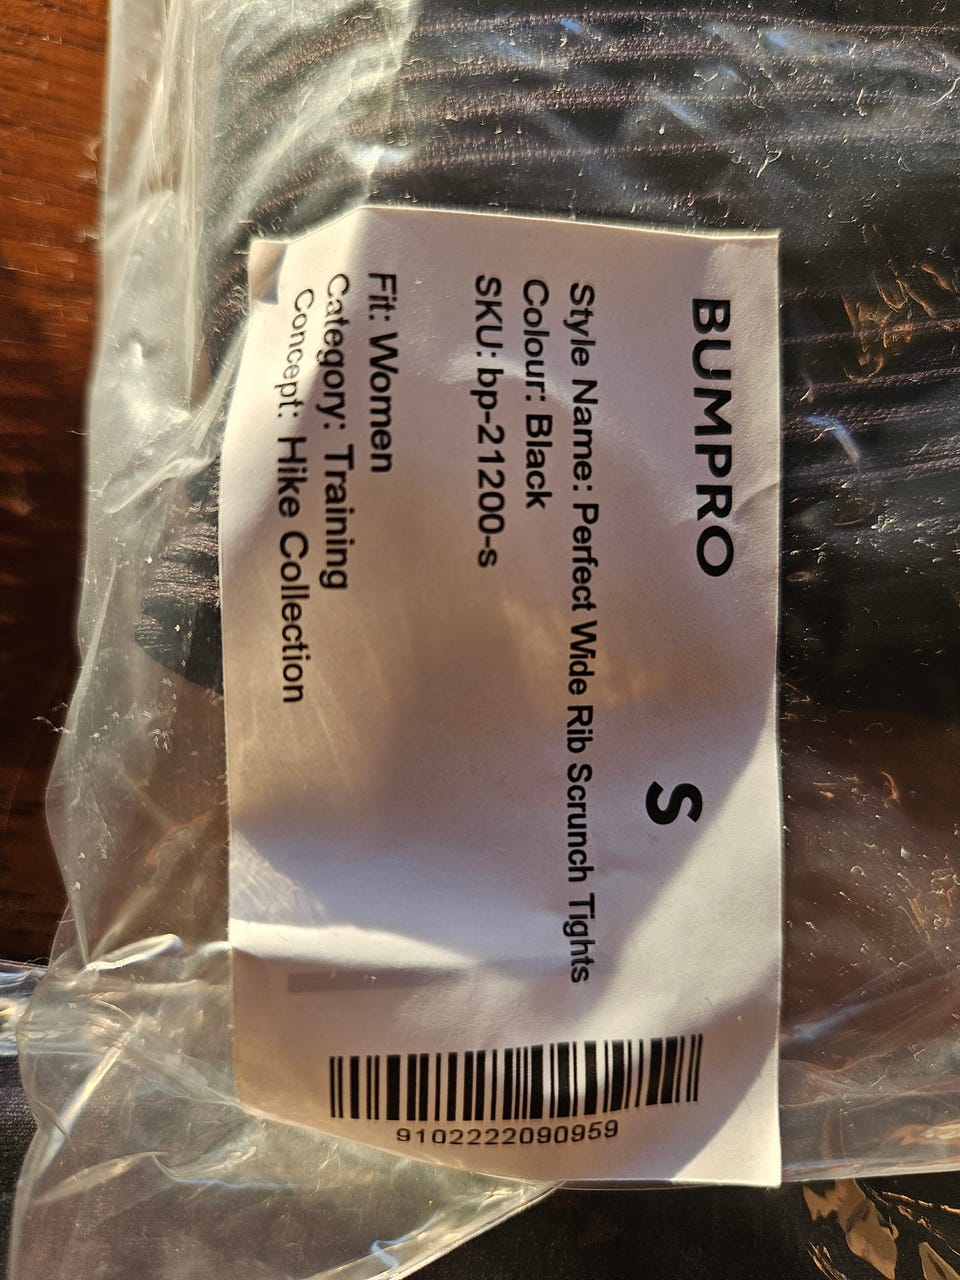 BUMPRO
S
Style Name: Perfect Wide Rib Scrunch Tights
Colour: Black
SKU: bp-21200-s
Fit: Women
Category: Training
Concept: Hike Collection
9102222090959